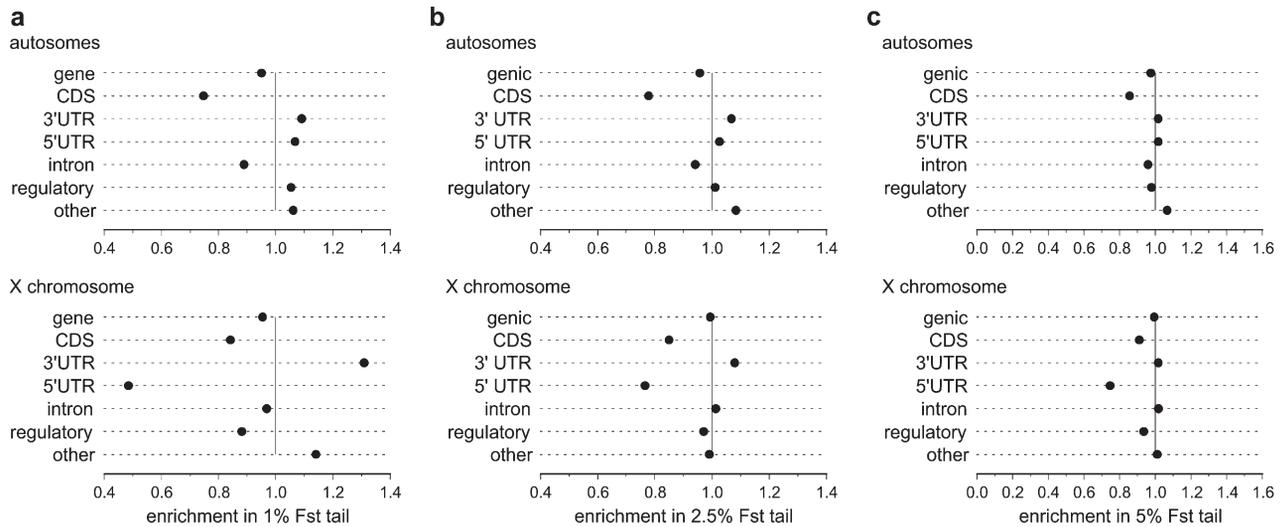 a
autosomes
gene
CDS
3'UTR
5'UTR
intron
regulatory
other
0.4 0.6 0.8 1.0 1.2 1.4
X chromosome
gene
CDS
3'UTR
5'UTR
intron
regulatory
other
0.4 0.6 0.8 1.0 1.2 1.4
enrichment in 1% Fst tail
b
autosomes
genic
CDS
3' UTR
5' UTR
intron
regulatory
other
0.4 0.6 0.8 1.0 1.2 1.4
X chromosome
genic
CDS
3' UTR
5' UTR
intron
regulatory
other
0.4 0.6 0.8 1.0 1.2 1.4
enrichment in 2.5% Fst tail
c
autosomes
genic
CDS
3'UTR
5'UTR
intron
regulatory
other
0.0 0.2 0.4 0.6 0.8 1.0 1.2 1.4 1.6
X chromosome
genic
CDS
3'UTR
5'UTR
intron
regulatory
other
0.0 0.2 0.4 0.6 0.8 1.0 1.2 1.4 1.6
enrichment in 5% Fst tail